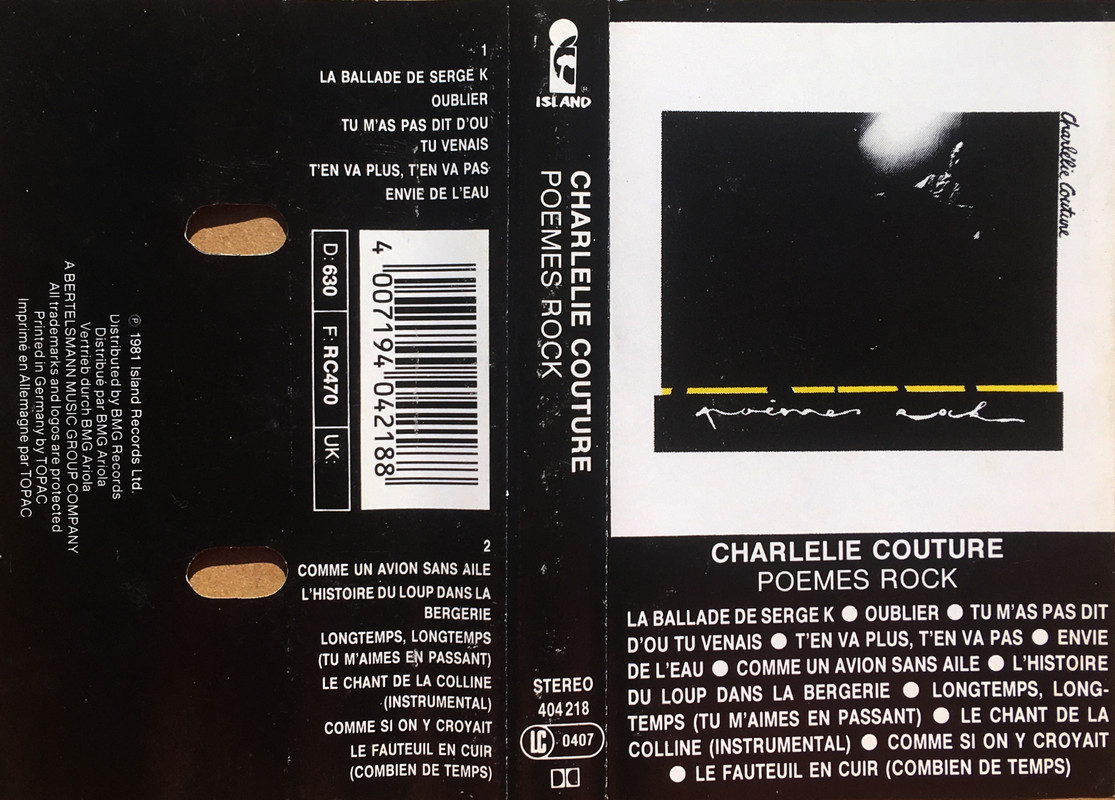 1
LA BALLADE DE SERGE K
OUBLIER
TU M'AS PAS DIT D'OU
TU VENAIS
T'EN VA PLUS, T'EN VA PAS
ENVIE DE L'EAU
D: 630
F: RC470
UK:
4 007194 042188
2
COMME UN AVION SANS AILE
L'HISTOIRE DU LOUP DANS LA
BERGERIE
LONGTEMPS, LONGTEMPS
(TU M'AIMES EN PASSANT)
LE CHANT DE LA COLLINE
(INSTRUMENTAL)
COMME SI ON Y CROYAIT
LE FAUTEUIL EN CUIR
(COMBIEN DE TEMPS)
℗ 1981 Island Records Ltd.
Distributed by BMG Records
Distribué par BMG Ariola
Vertrieb durch BMG Ariola
A BERTELSMANN MUSIC GROUP COMPANY
All trademarks and logos are protected
Printed in Germany by TOPAC
Imprimé en Allemagne par TOPAC
ISLAND
CHARLELIE COUTURE
POEMES ROCK
STEREO
404 218
LC 0407
Charlélie Couture
poèmes rock
CHARLELIE COUTURE
POEMES ROCK
LA BALLADE DE SERGE K ● OUBLIER ● TU M'AS PAS DIT
D'OU TU VENAIS ● T'EN VA PLUS, T'EN VA PAS ● ENVIE
DE L'EAU ● COMME UN AVION SANS AILE ● L'HISTOIRE
DU LOUP DANS LA BERGERIE ● LONGTEMPS, LONG-
TEMPS (TU M'AIMES EN PASSANT) ● LE CHANT DE LA
COLLINE (INSTRUMENTAL) ● COMME SI ON Y CROYAIT
● LE FAUTEUIL EN CUIR (COMBIEN DE TEMPS)